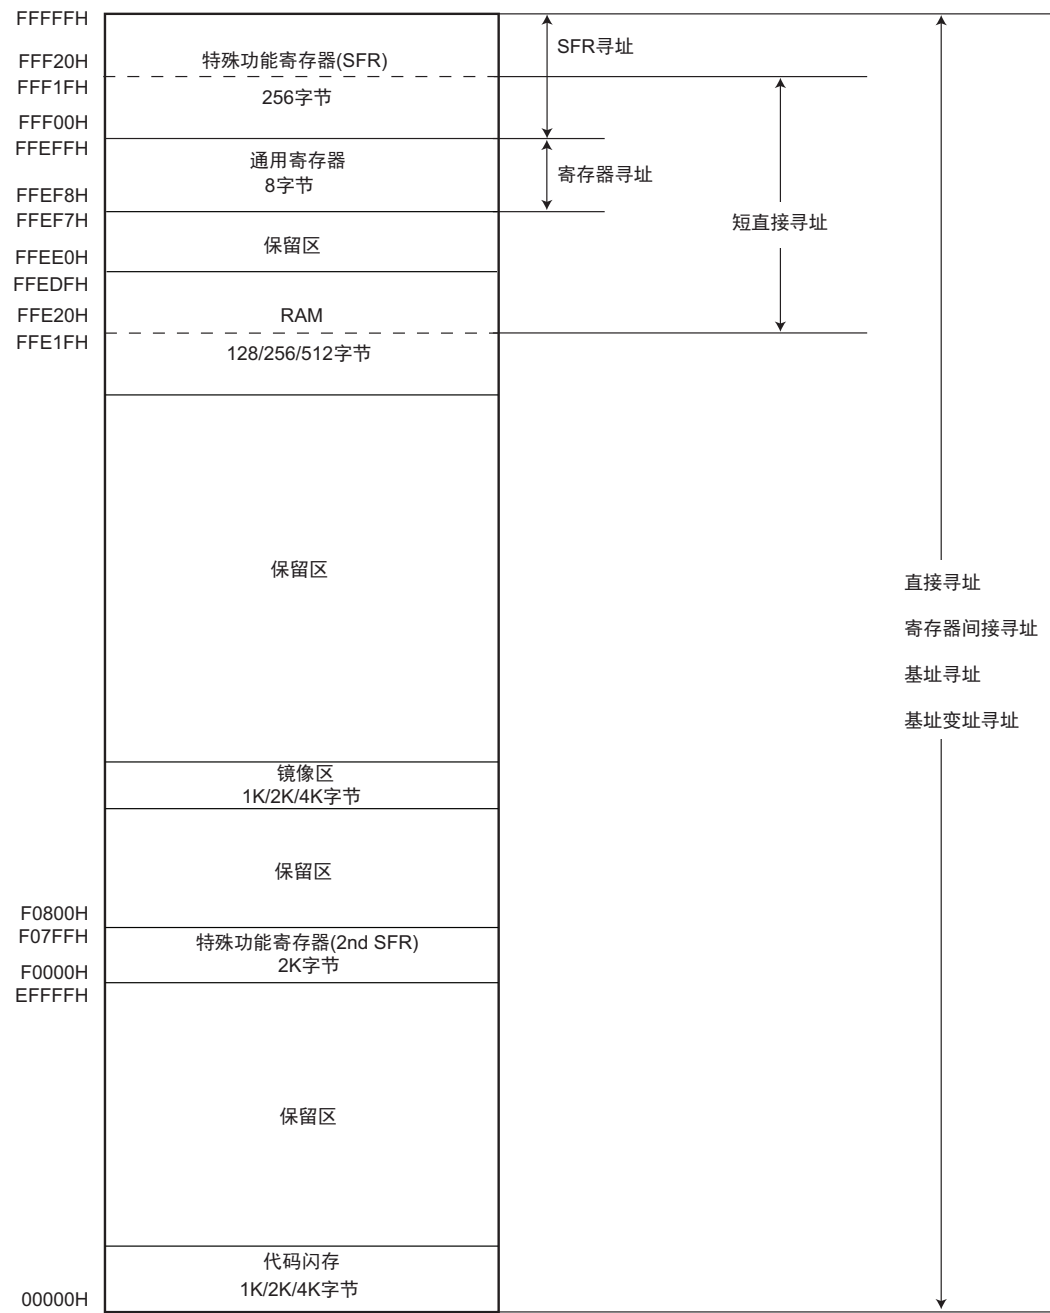 FFFFFH
SFR寻址
FFF20H
特殊功能寄存器(SFR)
FFF1FH
256字节
FFF00H
FFEFFH
通用寄存器
8字节
寄存器寻址
FFEF8H
FFEF7H
短直接寻址
保留区
FFEE0H
FFEDFH
FFE20H
RAM
FFE1FH
128/256/512字节
保留区
直接寻址
寄存器间接寻址
基址寻址
基址变址寻址
镜像区
1K/2K/4K字节
保留区
F0800H
F07FFH
特殊功能寄存器(2nd SFR)
2K字节
F0000H
EFFFFH
保留区
代码闪存
1K/2K/4K字节
00000H